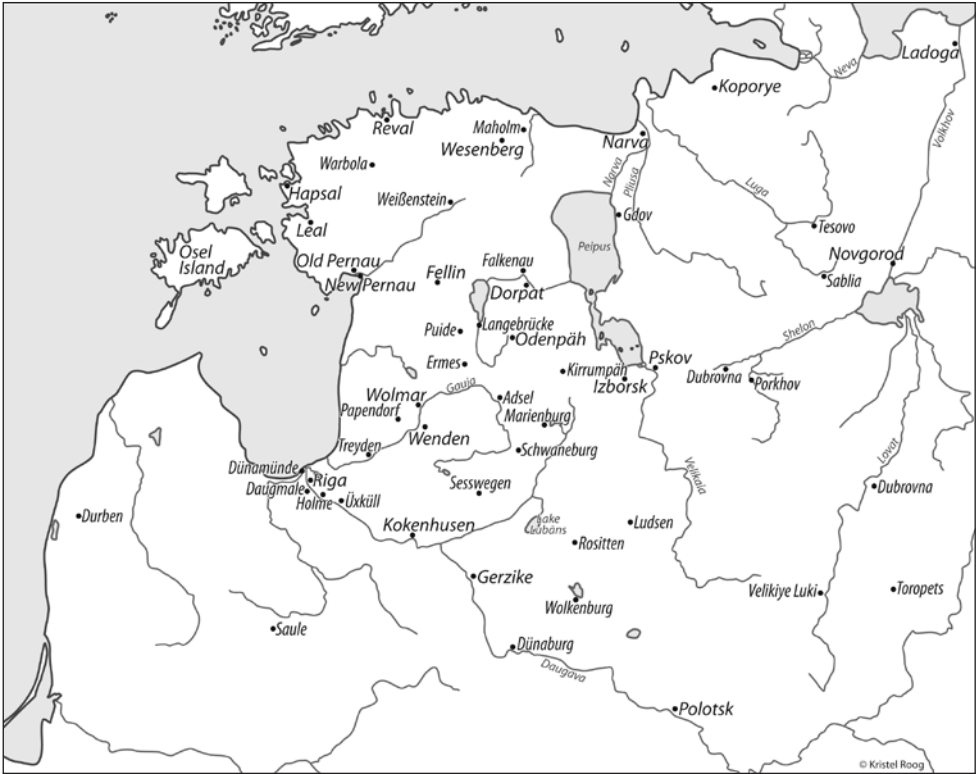 Ladoga
Neva
Koporye
Volkhov
Reval
Maholm
Wesenberg
Narva
Warbola
Narva
Pliusa
Luga
Hapsal
Weißenstein
Gdov
Leal
Tesovo
Osel
Island
Peipus
Old Pernau
Falkenau
Novgorod
New Pernau
Fellin
Sablia
Dorpat
Puide
Langebrücke
Odenpäh
Shelon
Ermes
Kirrumpäh
Pskov
Izborsk
Dubrovna
Porkhov
Gauja
Wolmar
Adsel
Papendorf
Marienburg
Wenden
Treyden
Schwaneburg
Lovat
Dünamünde
Riga
Velikaia
Daugmale
Sesswegen
Dubrovna
Holme
Üxküll
Durben
Kokenhusen
Lake
Lubāns
Ludsen
Rositten
Gerzike
Velikiye Luki
Toropets
Wolkenburg
Saule
Dünaburg
Daugava
Polotsk
© Kristel Roog